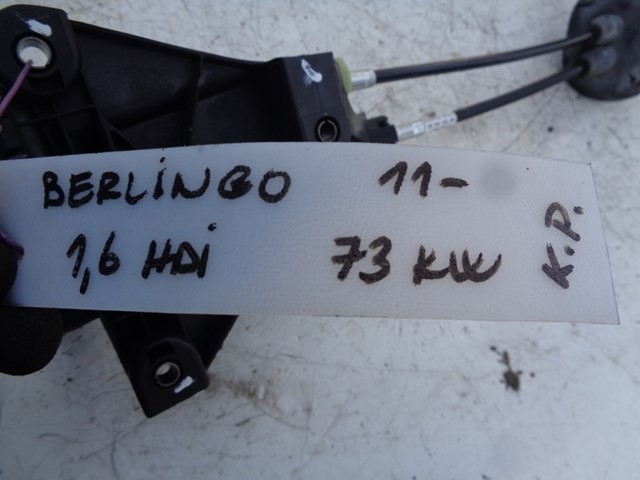 BERLINGO 11-
1,6 HDI 73 KW
K.P.